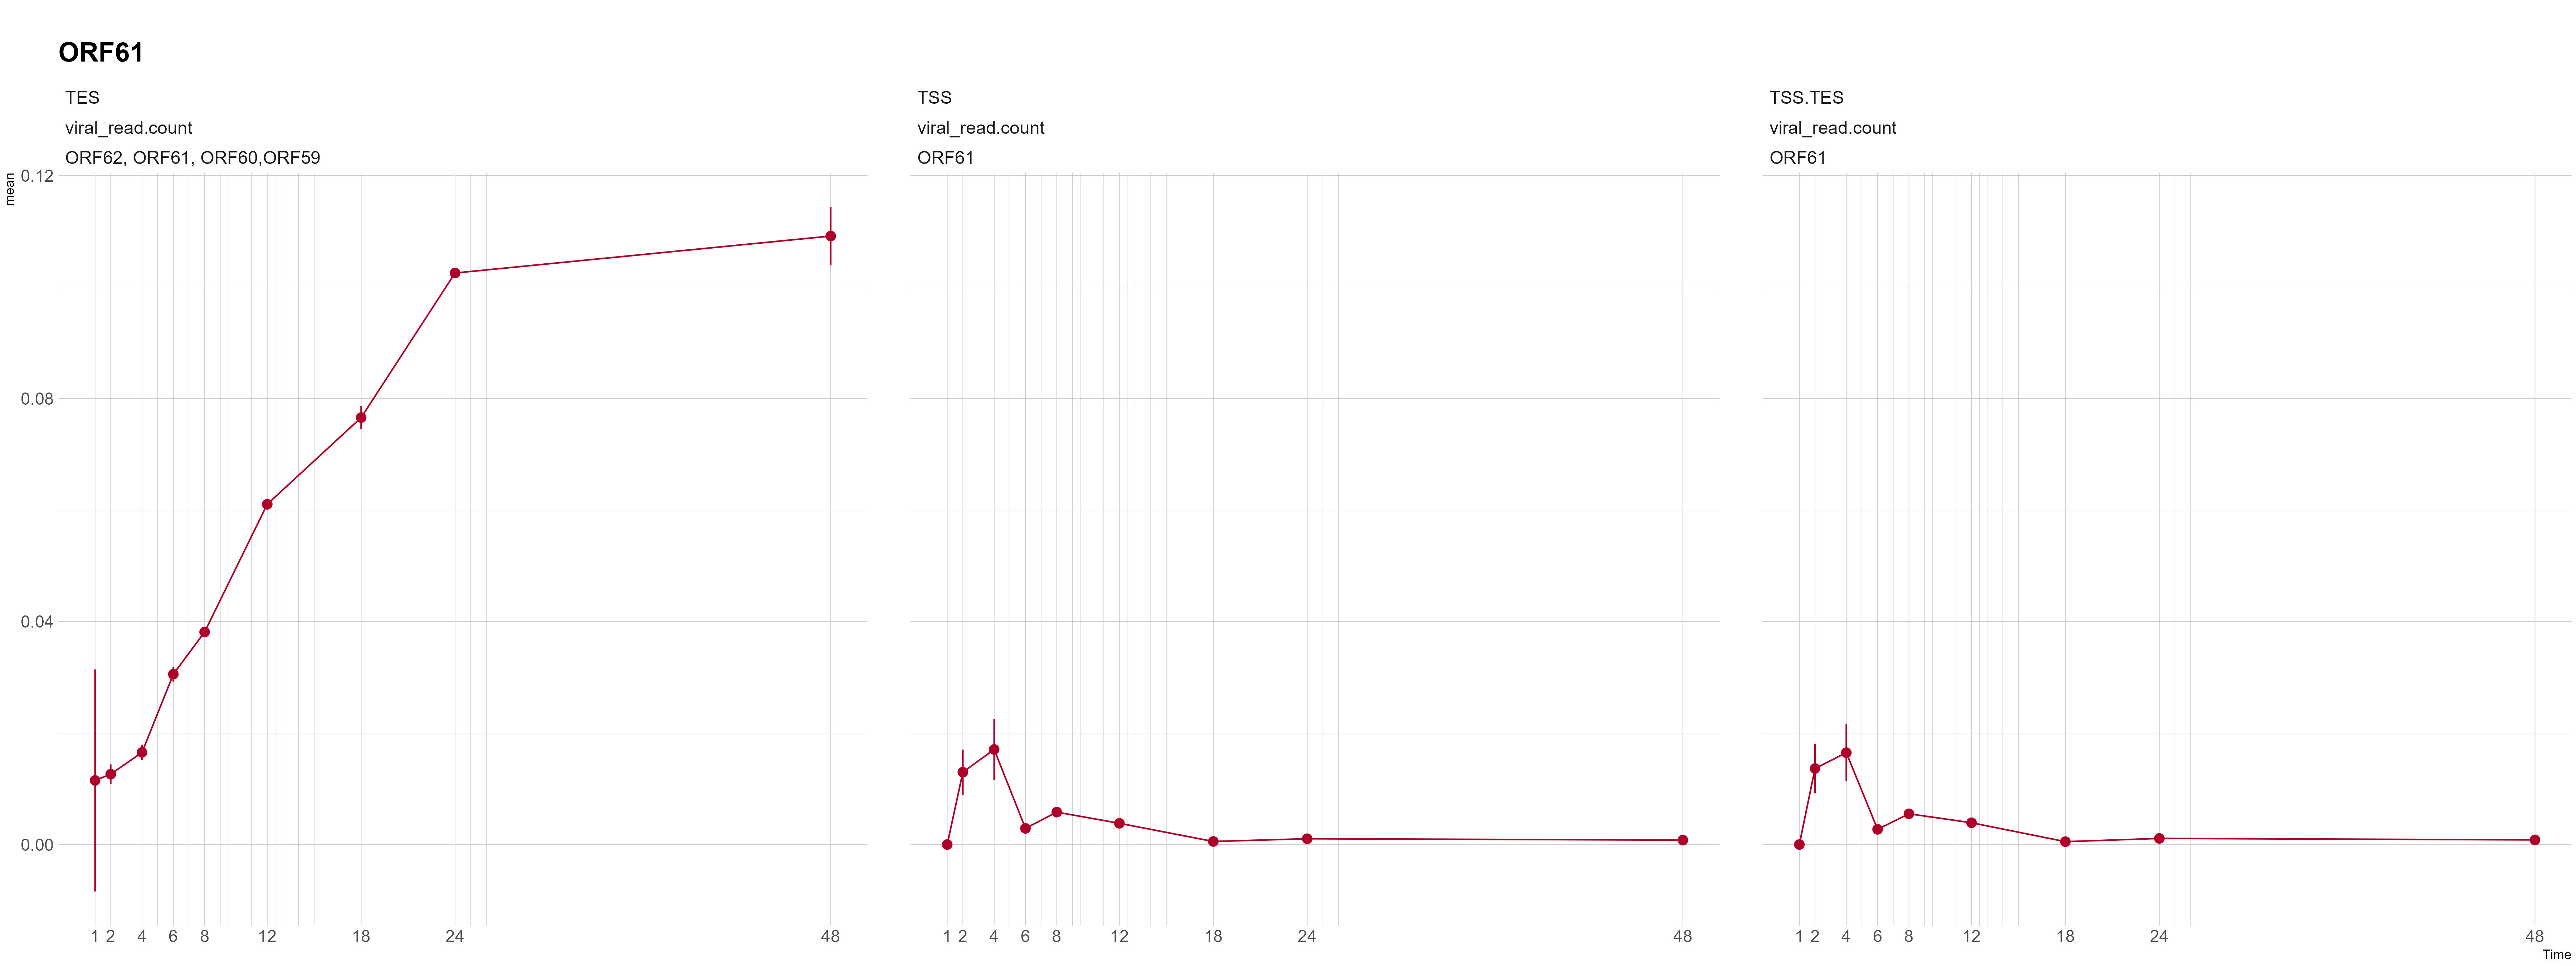 ORF61
TES
viral_read.count
ORF62, ORF61, ORF60,ORF59
TSS
viral_read.count
ORF61
TSS.TES
viral_read.count
ORF61
mean
0.12
0.08
0.04
0.00
1 2 4 6 8 12 18 24 48
1 2 4 6 8 12 18 24 48
1 2 4 6 8 12 18 24 48
Time